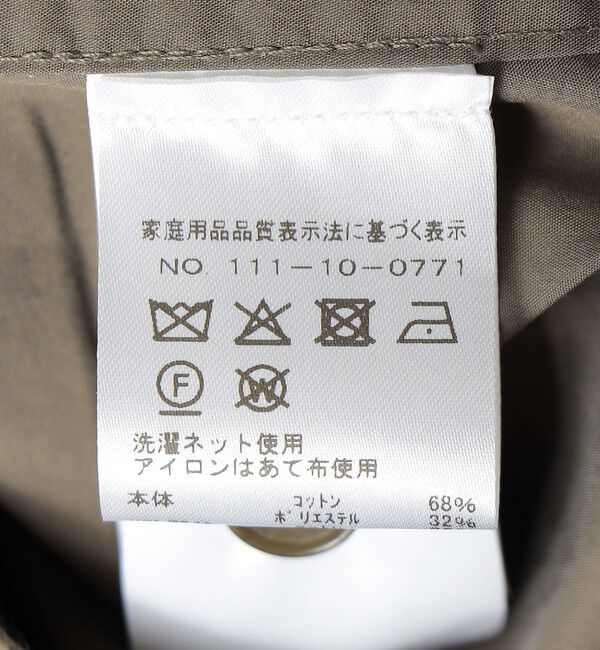 家庭用品品質表示法に基づく表示
NO. 111-10-0771
F W
洗濯ネット使用
アイロンはあて布使用
本体 コットン 68%
ポリエステル 32%